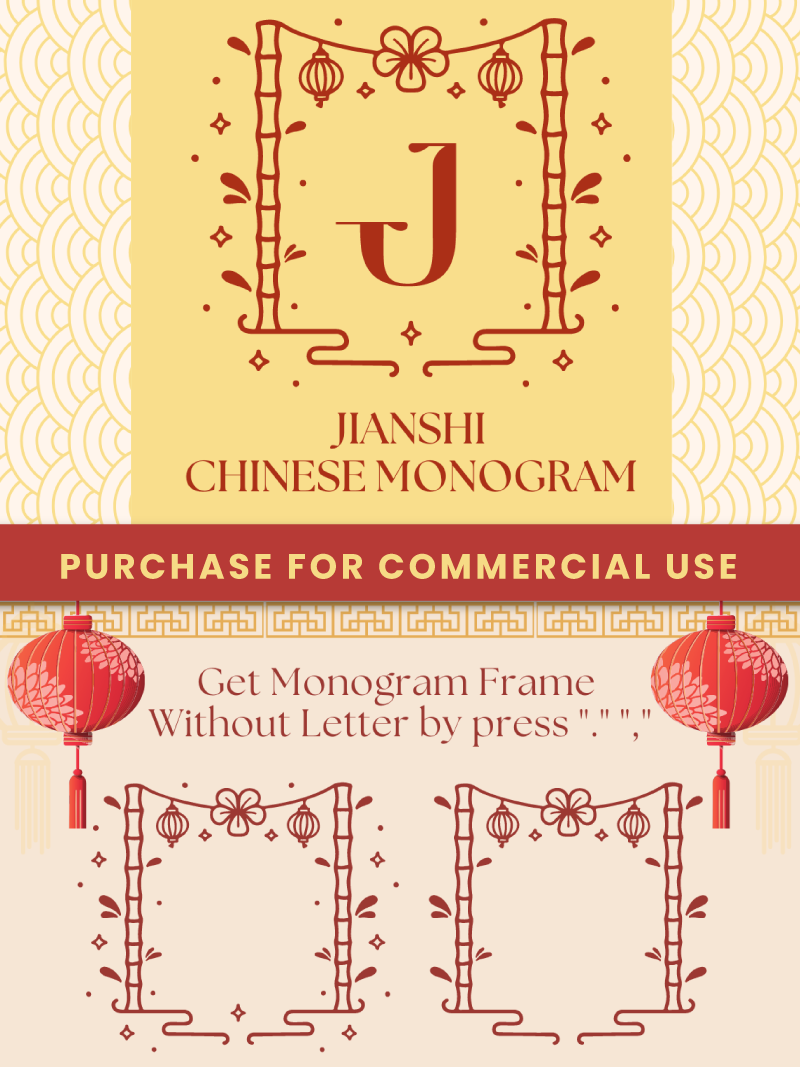 J
JIANSHI
CHINESE MONOGRAM
PURCHASE FOR COMMERCIAL USE
Get Monogram Frame
Without Letter by press "." ","